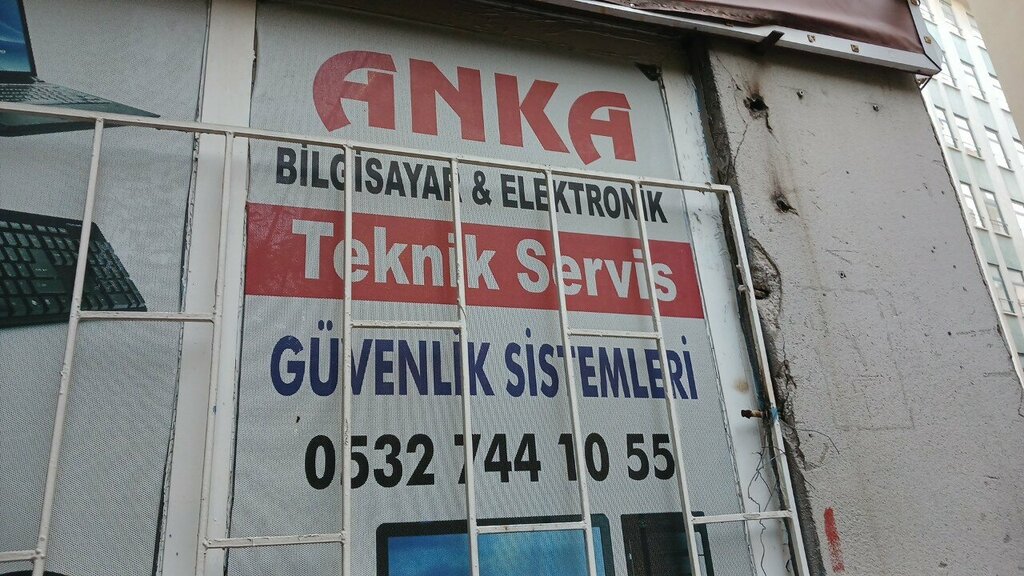 ANKA
BİLGİSAYAR & ELEKTRONİK
Teknik Servis
GÜVENLİK SİSTEMLERİ
0532 744 10 55